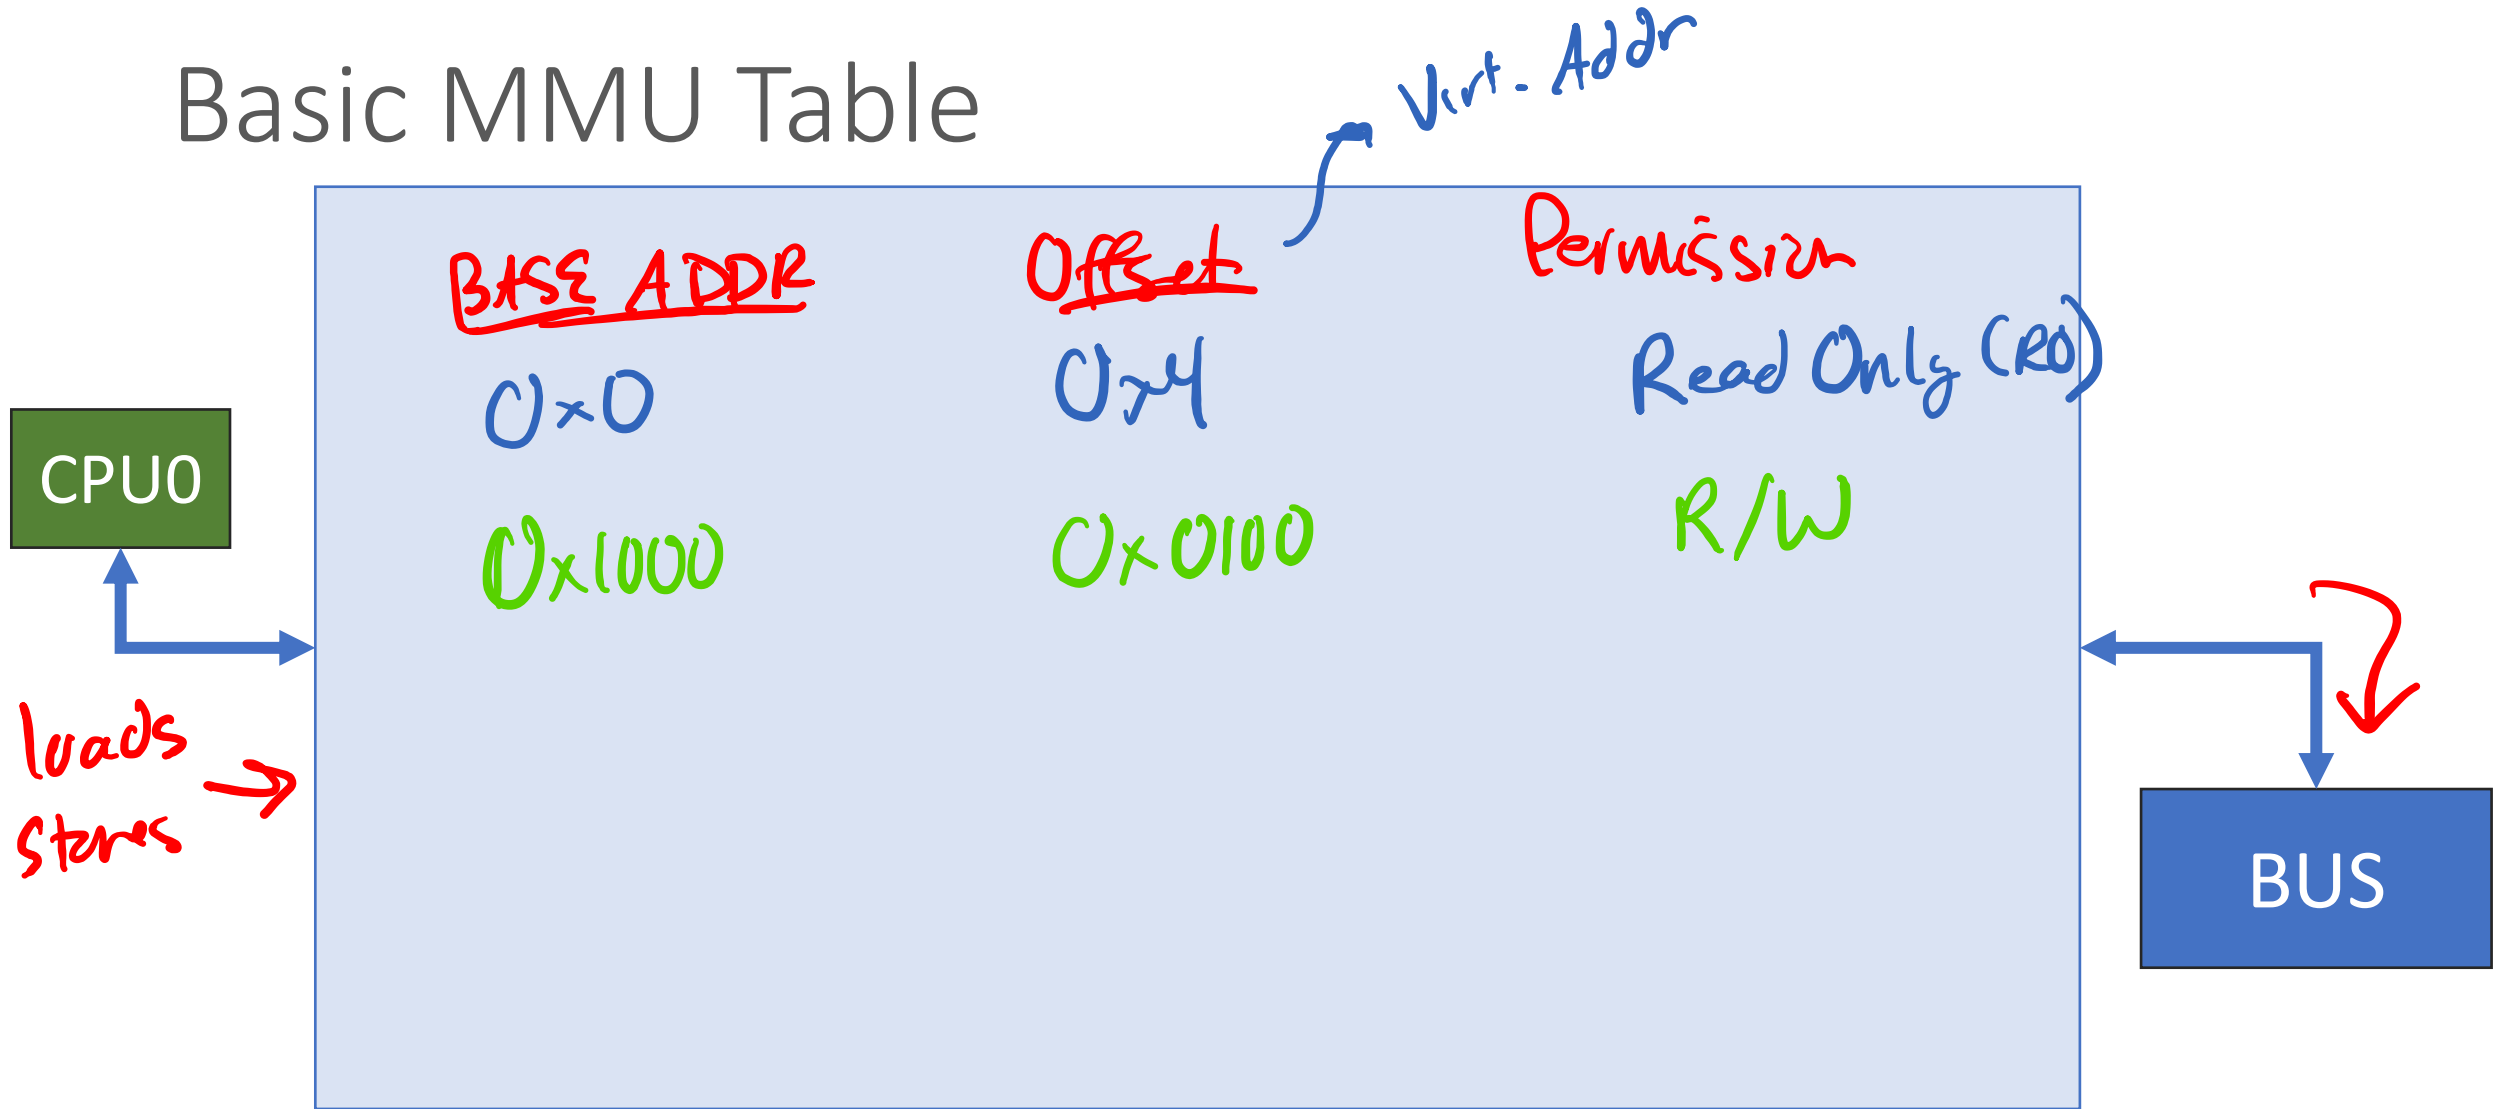 Basic MMU Table
Virt-Addr
BASE ADDR Offset Permission
0x0 0x4 Read Only (RO)
0x1000 0x0100 R/W
CPU0
Loads
Stores
BUS